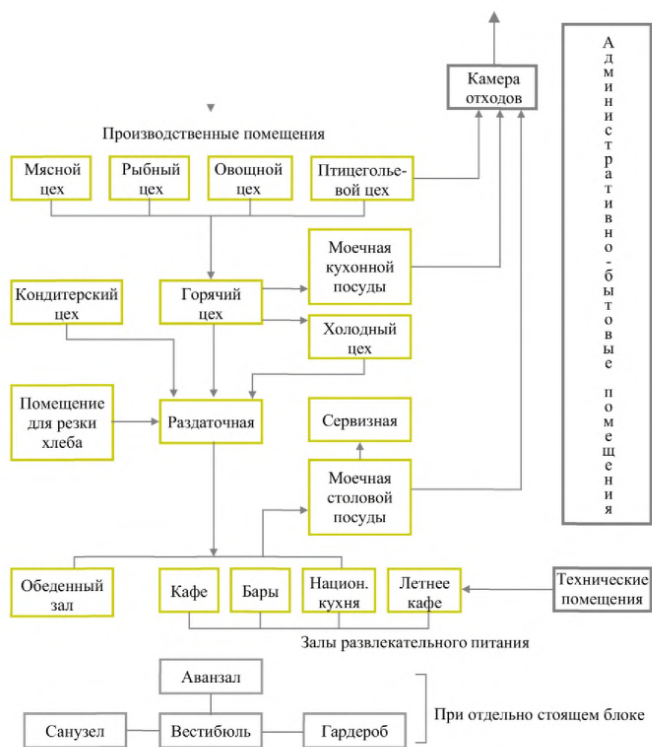 Камера
отходов
Административно-бытовые помещения
Производственные помещения
Мясной
цех
Рыбный
цех
Овощной
цех
Птицеголье-
вой цех
Моечная
кухонной
посуды
Кондитерский
цех
Горячий
цех
Холодный
цех
Помещение
для резки
хлеба
Раздаточная
Сервизная
Моечная
столовой
посуды
Обеденный
зал
Кафе
Бары
Национ.
кухня
Летнее
кафе
Технические
помещения
Залы развлекательного питания
Аванзал
При отдельно стоящем блоке
Санузел
Вестибюль
Гардероб